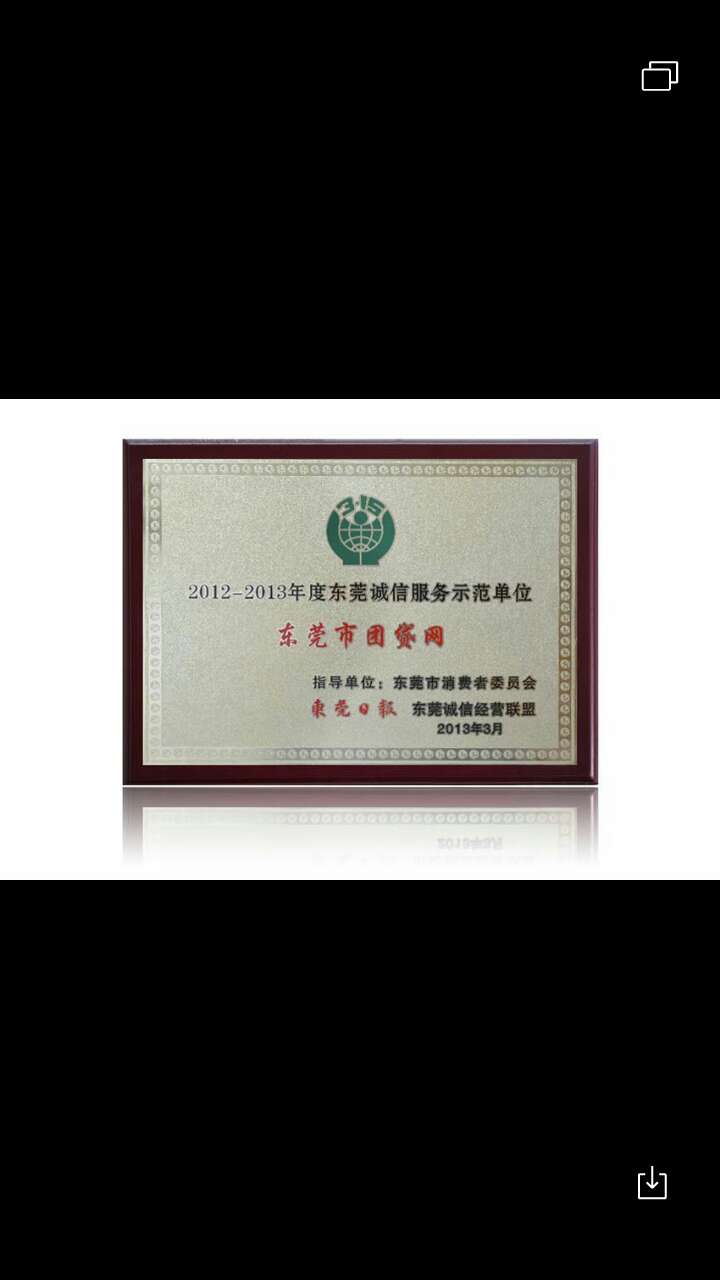 3·15
2012-2013年度东莞诚信服务示范单位
东莞市团贷网
指导单位：东莞市消费者委员会
東莞日報 东莞诚信经营联盟
2013年3月